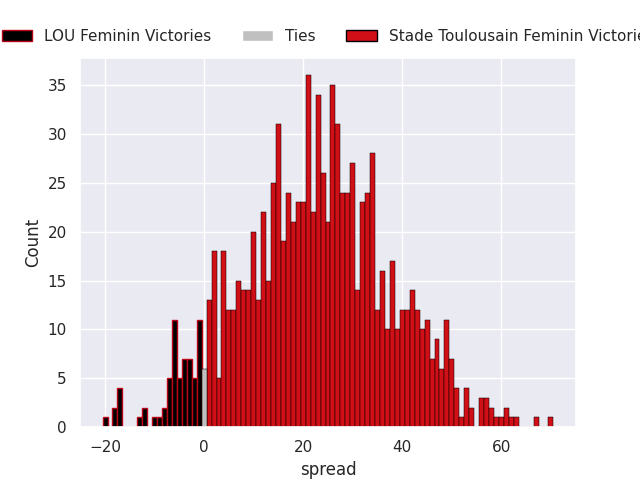 LOU Feminin Victories
Ties
Stade Toulousain Feminin Victorie
35
30
25
20
15
10
5
0
Count
−20
0
20
40
60
spread